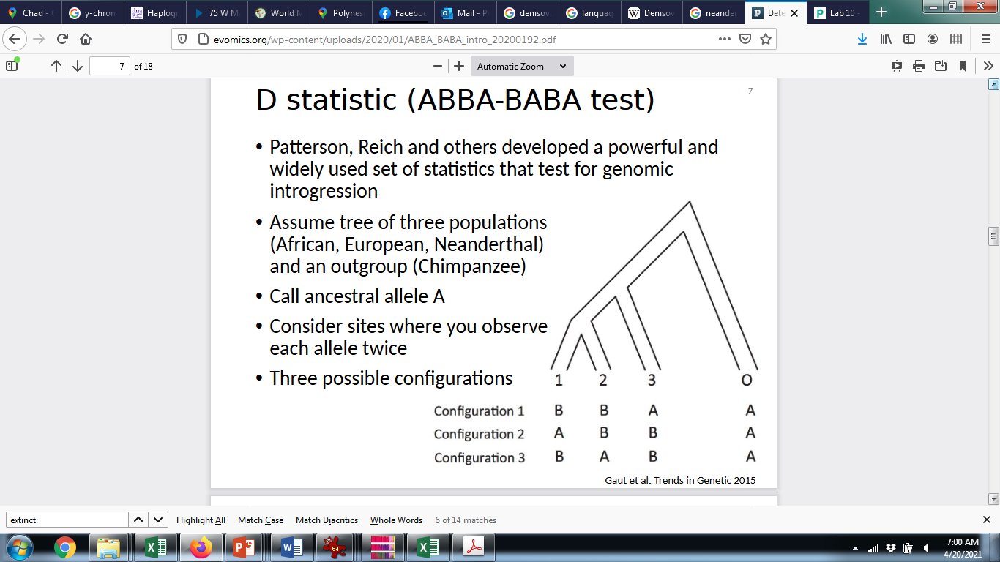 Chad - G
y-chrom
Haplogr
75 W Ma
World M
Polynes
Faceboo
Mail - P
denisova
languag
Denisov
neander
Dete
Lab 10 -
evomics.org/wp-content/uploads/2020/01/ABBA_BABA_intro_20200192.pdf
7 of 18
Automatic Zoom
7
D statistic (ABBA-BABA test)
• Patterson, Reich and others developed a powerful and
widely used set of statistics that test for genomic
introgression
• Assume tree of three populations
(African, European, Neanderthal)
and an outgroup (Chimpanzee)
• Call ancestral allele A
• Consider sites where you observe
each allele twice
• Three possible configurations
1 2 3 O
Configuration 1 B B A A
Configuration 2 A B B A
Configuration 3 B A B A
Gaut et al. Trends in Genetic 2015
extinct
Highlight All
Match Case
Match Diacritics
Whole Words
6 of 14 matches
64
7:00 AM
4/20/2021